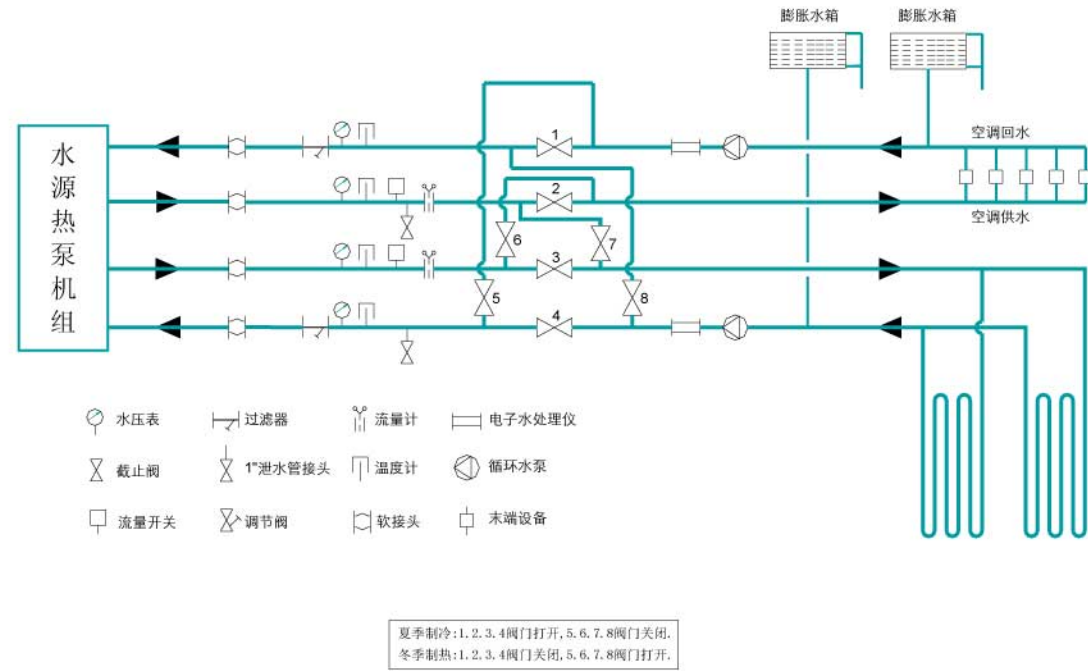 膨胀水箱 膨胀水箱
空调回水
水源热泵机组
空调供水
1
2
6 7
3
5 8
4
水压表 过滤器 流量计 电子水处理仪
截止阀 1"泄水管接头 温度计 循环水泵
流量开关 调节阀 软接头 末端设备
夏季制冷:1.2.3.4阀门打开,5.6.7.8阀门关闭.
冬季制热:1.2.3.4阀门关闭,5.6.7.8阀门打开.